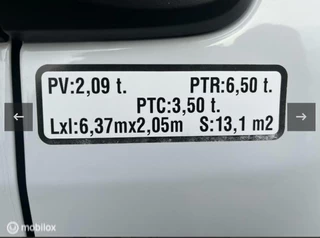 PV:2,09 t. PTR:6,50 t.
PTC:3,50 t.
Lxl:6,37mx2,05m S:13,1 m2
mobilox